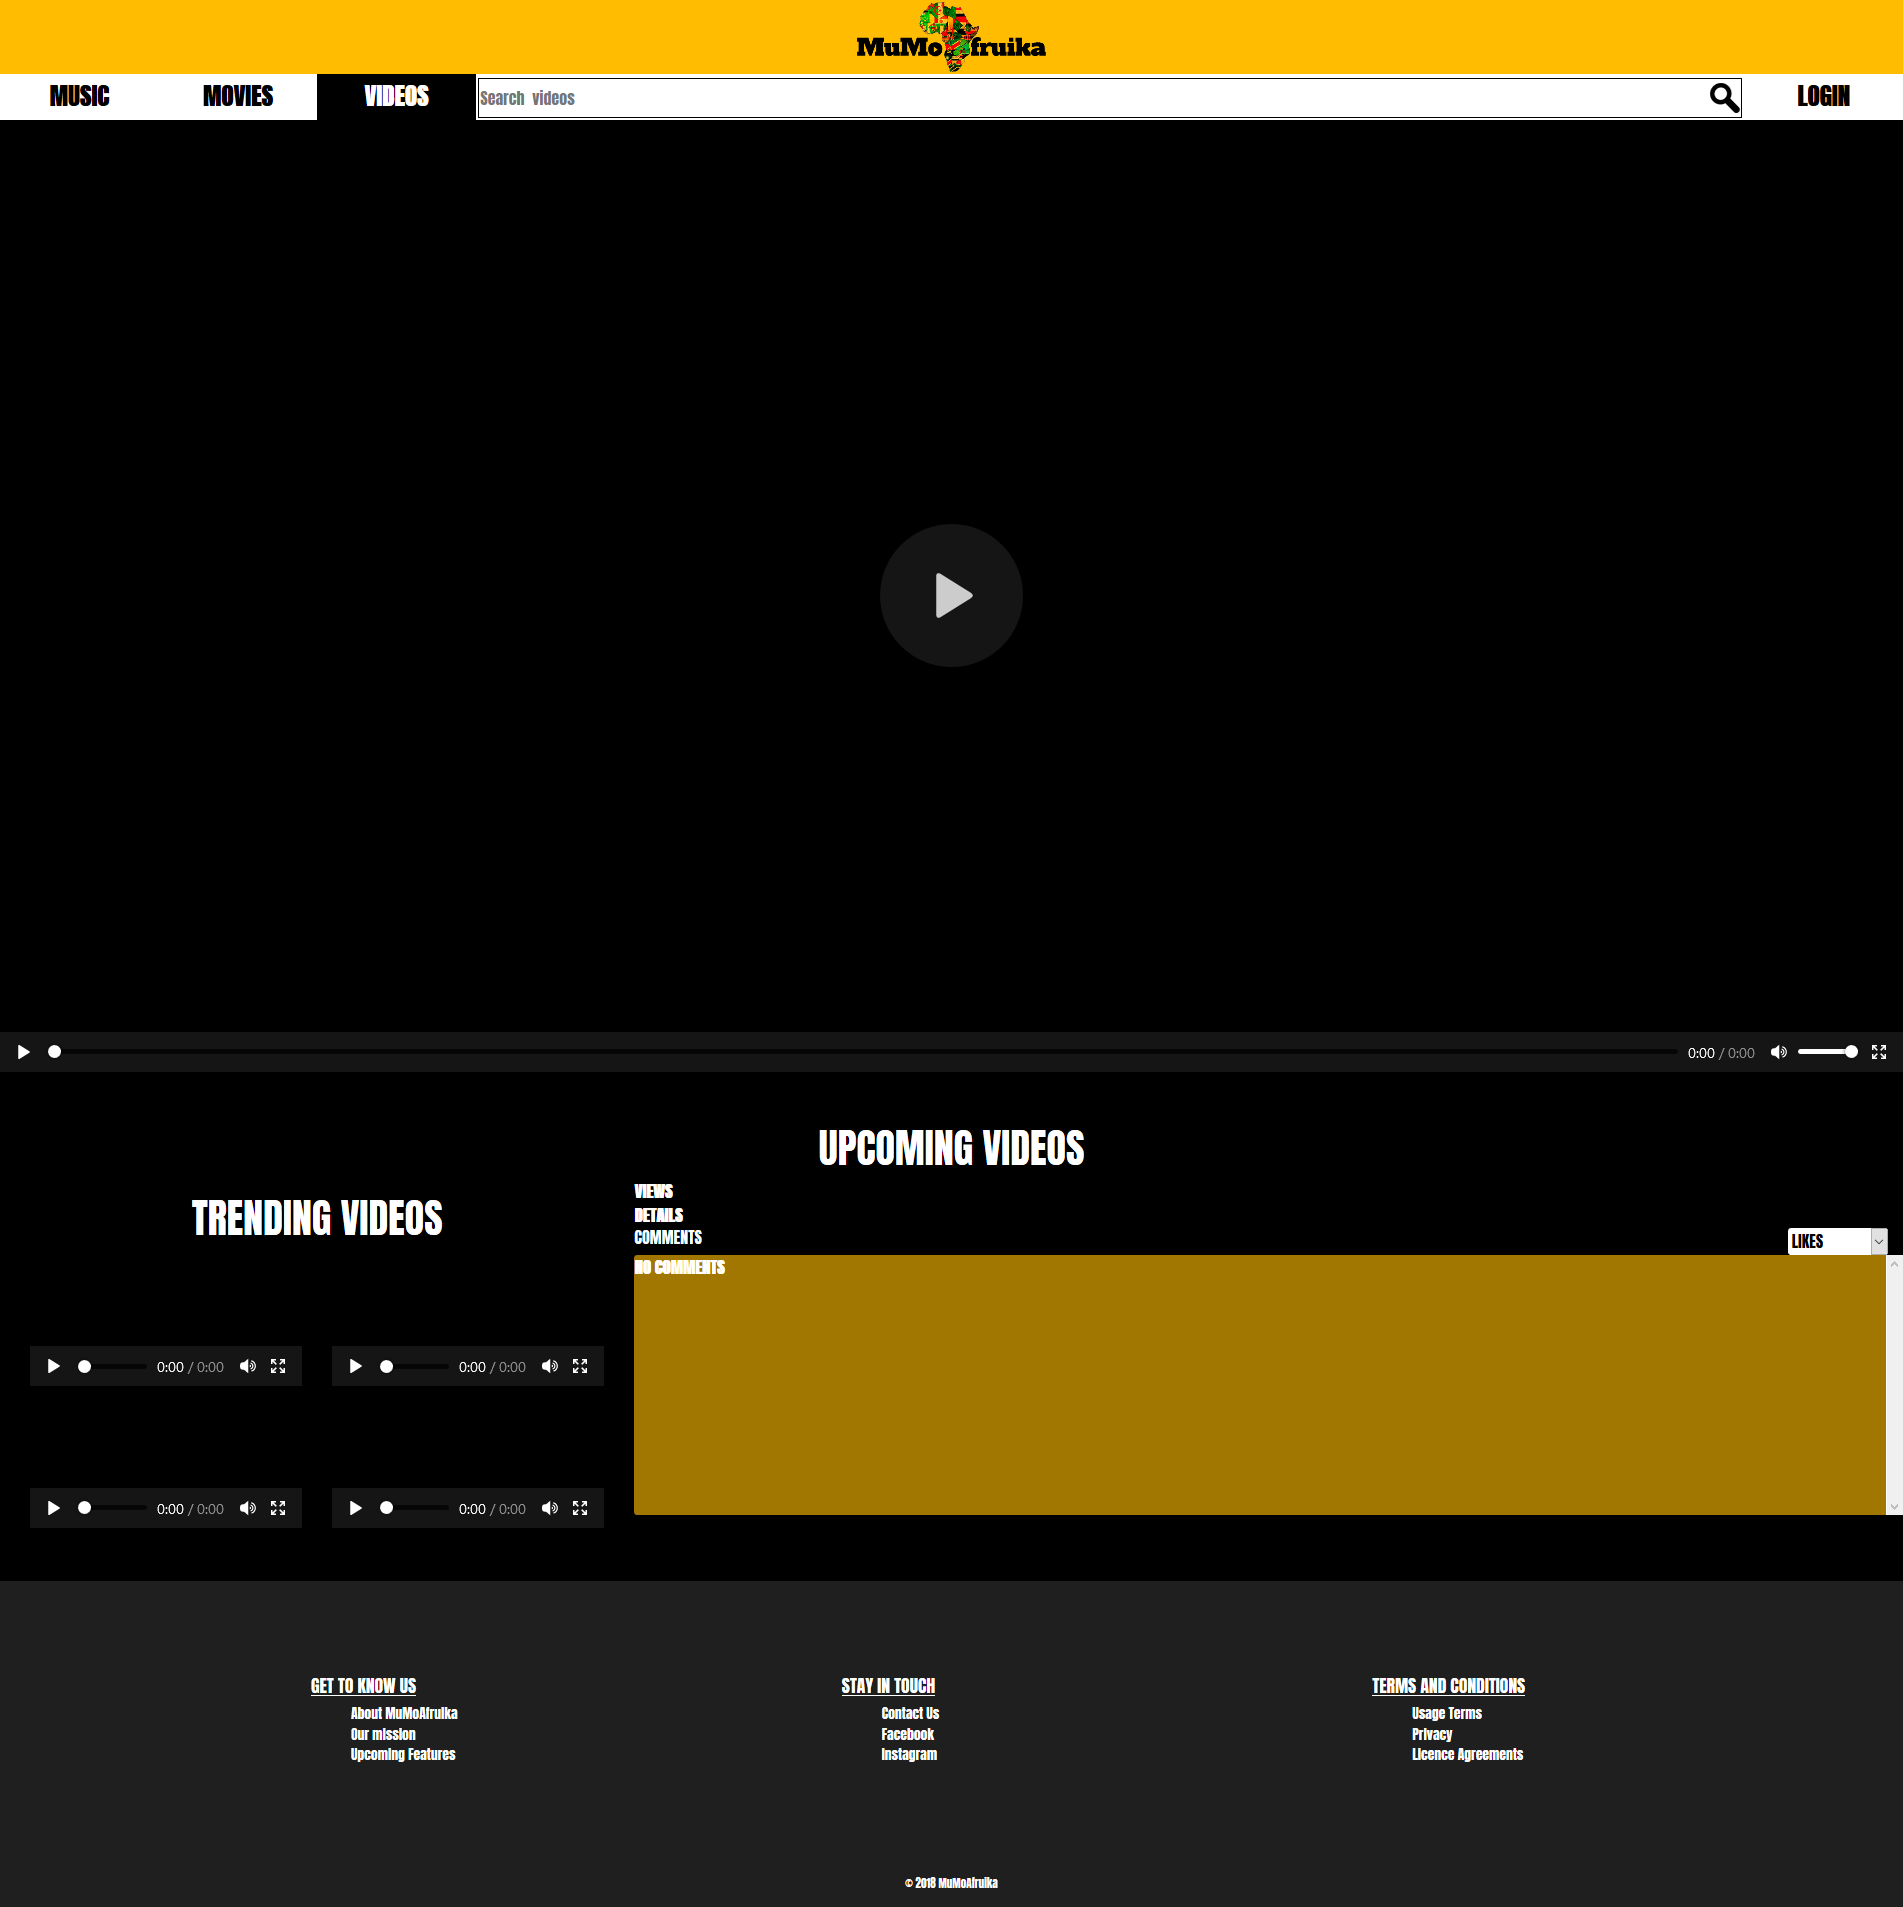 MuMoAfruika
MUSIC MOVIES VIDEOS Search videos LOGIN
0:00 / 0:00
UPCOMING VIDEOS
TRENDING VIDEOS
VIEWS
DETAILS
COMMENTS
LIKES
NO COMMENTS
0:00 / 0:00 0:00 / 0:00
0:00 / 0:00 0:00 / 0:00
GET TO KNOW US
About MuMoAfruika
Our mission
Upcoming Features
STAY IN TOUCH
Contact Us
Facebook
Instagram
TERMS AND CONDITIONS
Usage Terms
Privacy
Licence Agreements
© 2018 MuMoAfruika